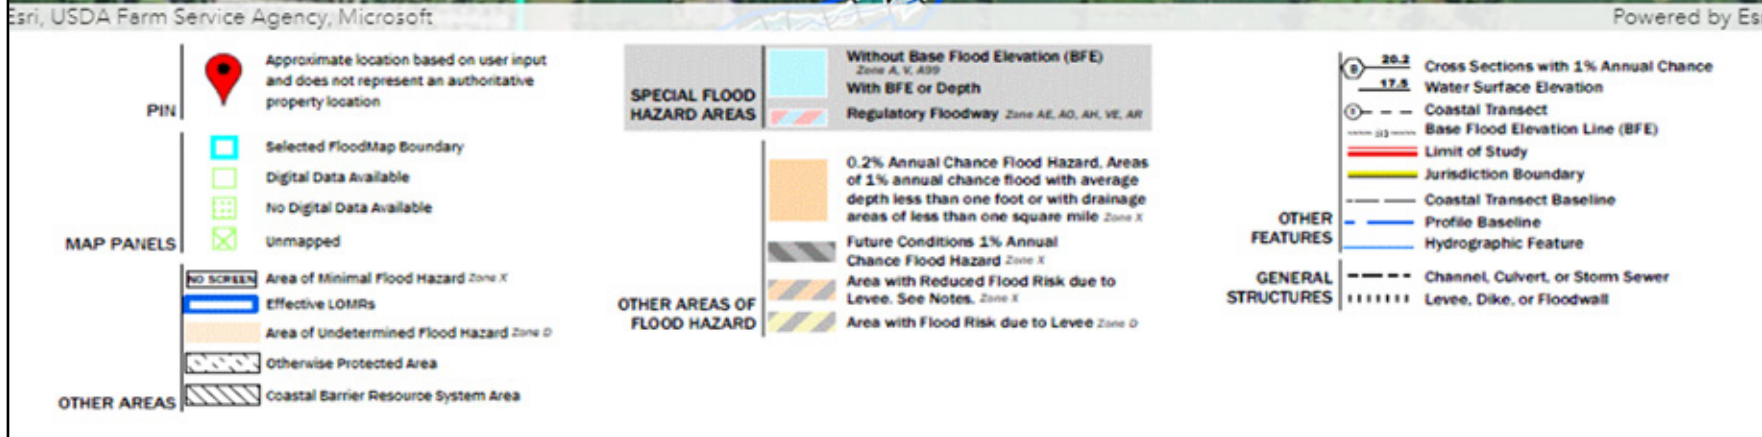 Esri, USDA Farm Service Agency, Microsoft
Powered by Es
PIN
Approximate location based on user input
and does not represent an authoritative
property location
MAP PANELS
Selected FloodMap Boundary
Digital Data Available
No Digital Data Available
Unmapped
OTHER AREAS
NO SCREEN Area of Minimal Flood Hazard Zone X
Effective LOMRs
Area of Undetermined Flood Hazard Zone D
Otherwise Protected Area
Coastal Barrier Resource System Area
SPECIAL FLOOD
HAZARD AREAS
Without Base Flood Elevation (BFE)
Zone A, V, A99
With BFE or Depth
Regulatory Floodway Zone AE, AO, AH, VE, AR
OTHER AREAS OF
FLOOD HAZARD
0.2% Annual Chance Flood Hazard, Areas
of 1% annual chance flood with average
depth less than one foot or with drainage
areas of less than one square mile Zone X
Future Conditions 1% Annual
Chance Flood Hazard Zone X
Area with Reduced Flood Risk due to
Levee. See Notes. Zone X
Area with Flood Risk due to Levee Zone D
OTHER
FEATURES
20.2 Cross Sections with 1% Annual Chance
17.5 Water Surface Elevation
Coastal Transect
Base Flood Elevation Line (BFE)
Limit of Study
Jurisdiction Boundary
Coastal Transect Baseline
Profile Baseline
Hydrographic Feature
GENERAL
STRUCTURES
Channel, Culvert, or Storm Sewer
Levee, Dike, or Floodwall